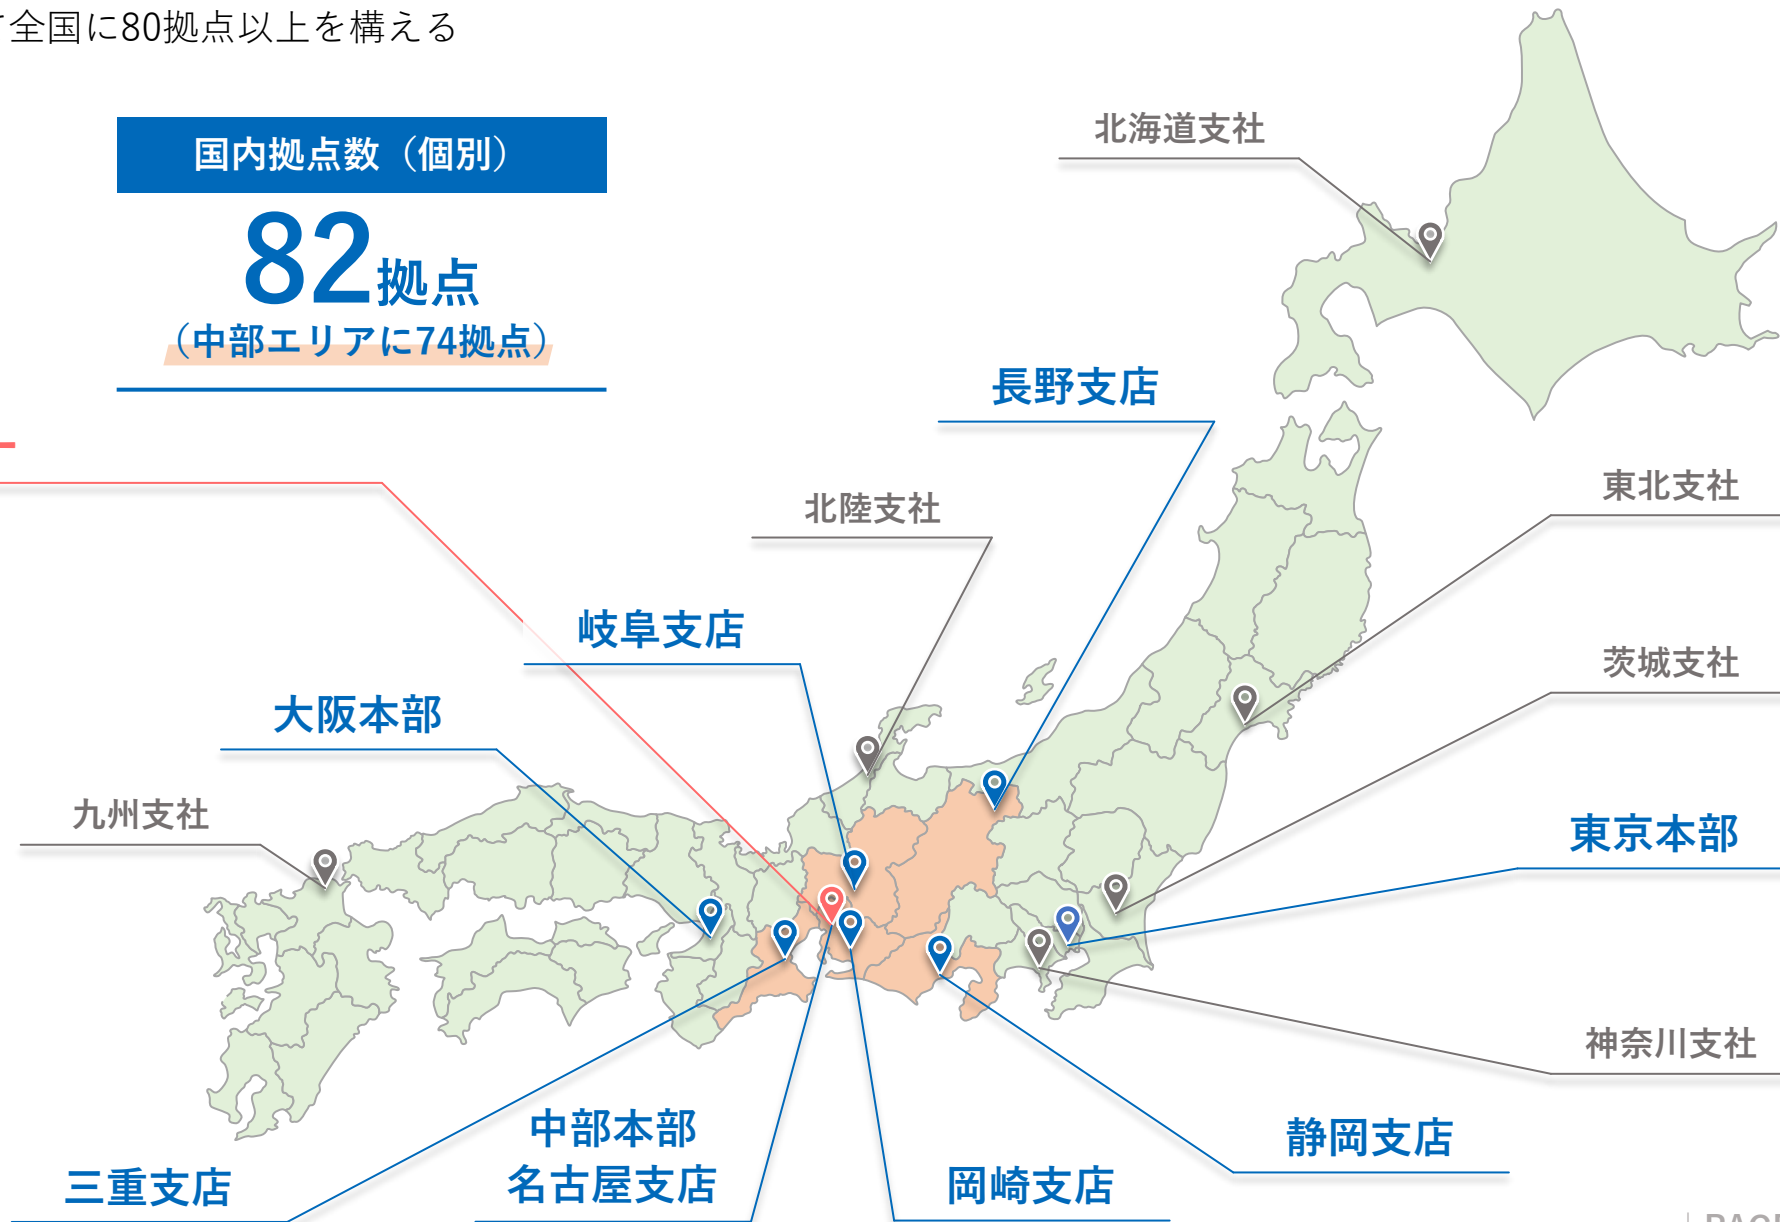 全国に80拠点以上を構える
国内拠点数（個別）
82拠点
（中部エリアに74拠点）
北海道支社
長野支店
東北支社
北陸支社
岐阜支店
茨城支社
大阪本部
九州支社
東京本部
神奈川支社
中部本部
名古屋支店
静岡支店
三重支店
岡崎支店